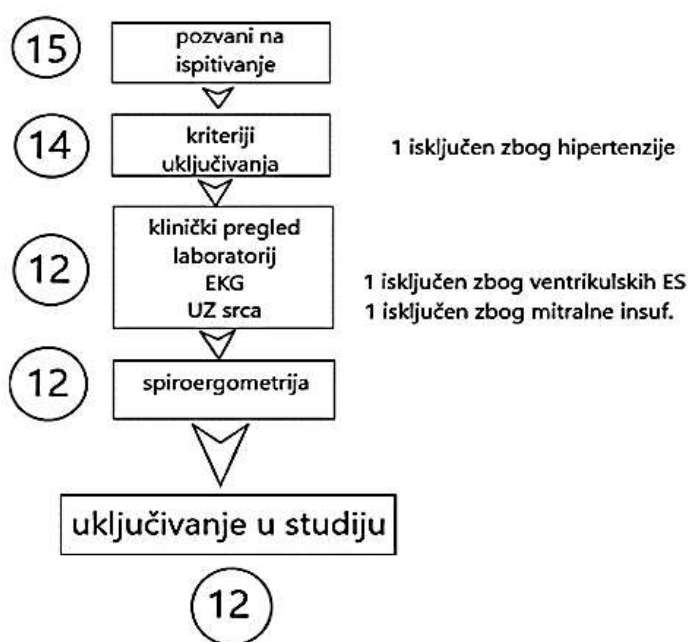 15
pozvani na
ispitivanje
14
kriteriji
uključivanja
1 isključen zbog hipertenzije
12
klinički pregled
laboratorij
EKG
UZ srca
1 isključen zbog ventrikulskih ES
1 isključen zbog mitralne insuf.
12
spiroergometrija
uključivanje u studiju
12